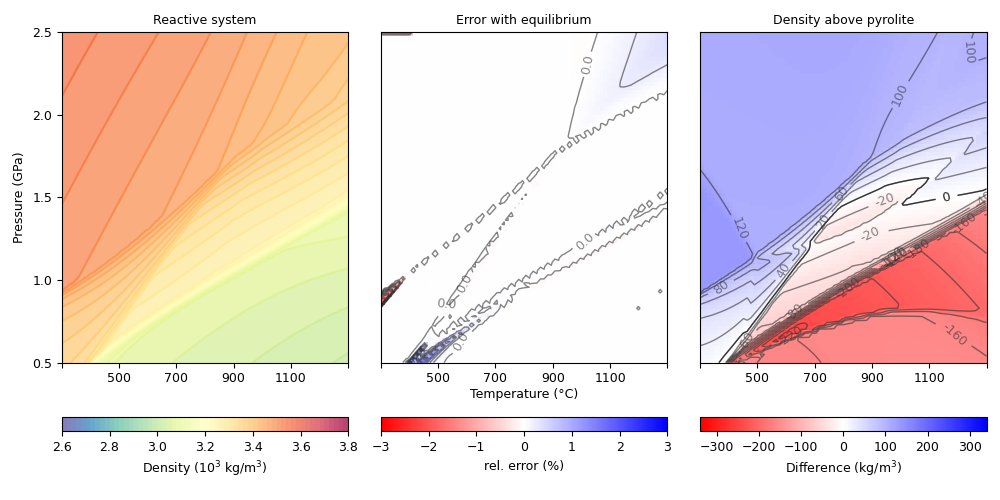 Reactive system
Error with equilibrium
Density above pyrolite
2.5
2.0
1.5
1.0
0.5
Pressure (GPa)
500 700 900 1100
500 700 900 1100
500 700 900 1100
Temperature (°C)
0.0
0.0
0.0
0.0
100
100
120
80
60
40
-20
-20
0
-160
-160
2.6 2.8 3.0 3.2 3.4 3.6 3.8
Density (10³ kg/m³)
−3 −2 −1 0 1 2 3
rel. error (%)
−300 −200 −100 0 100 200 300
Difference (kg/m³)